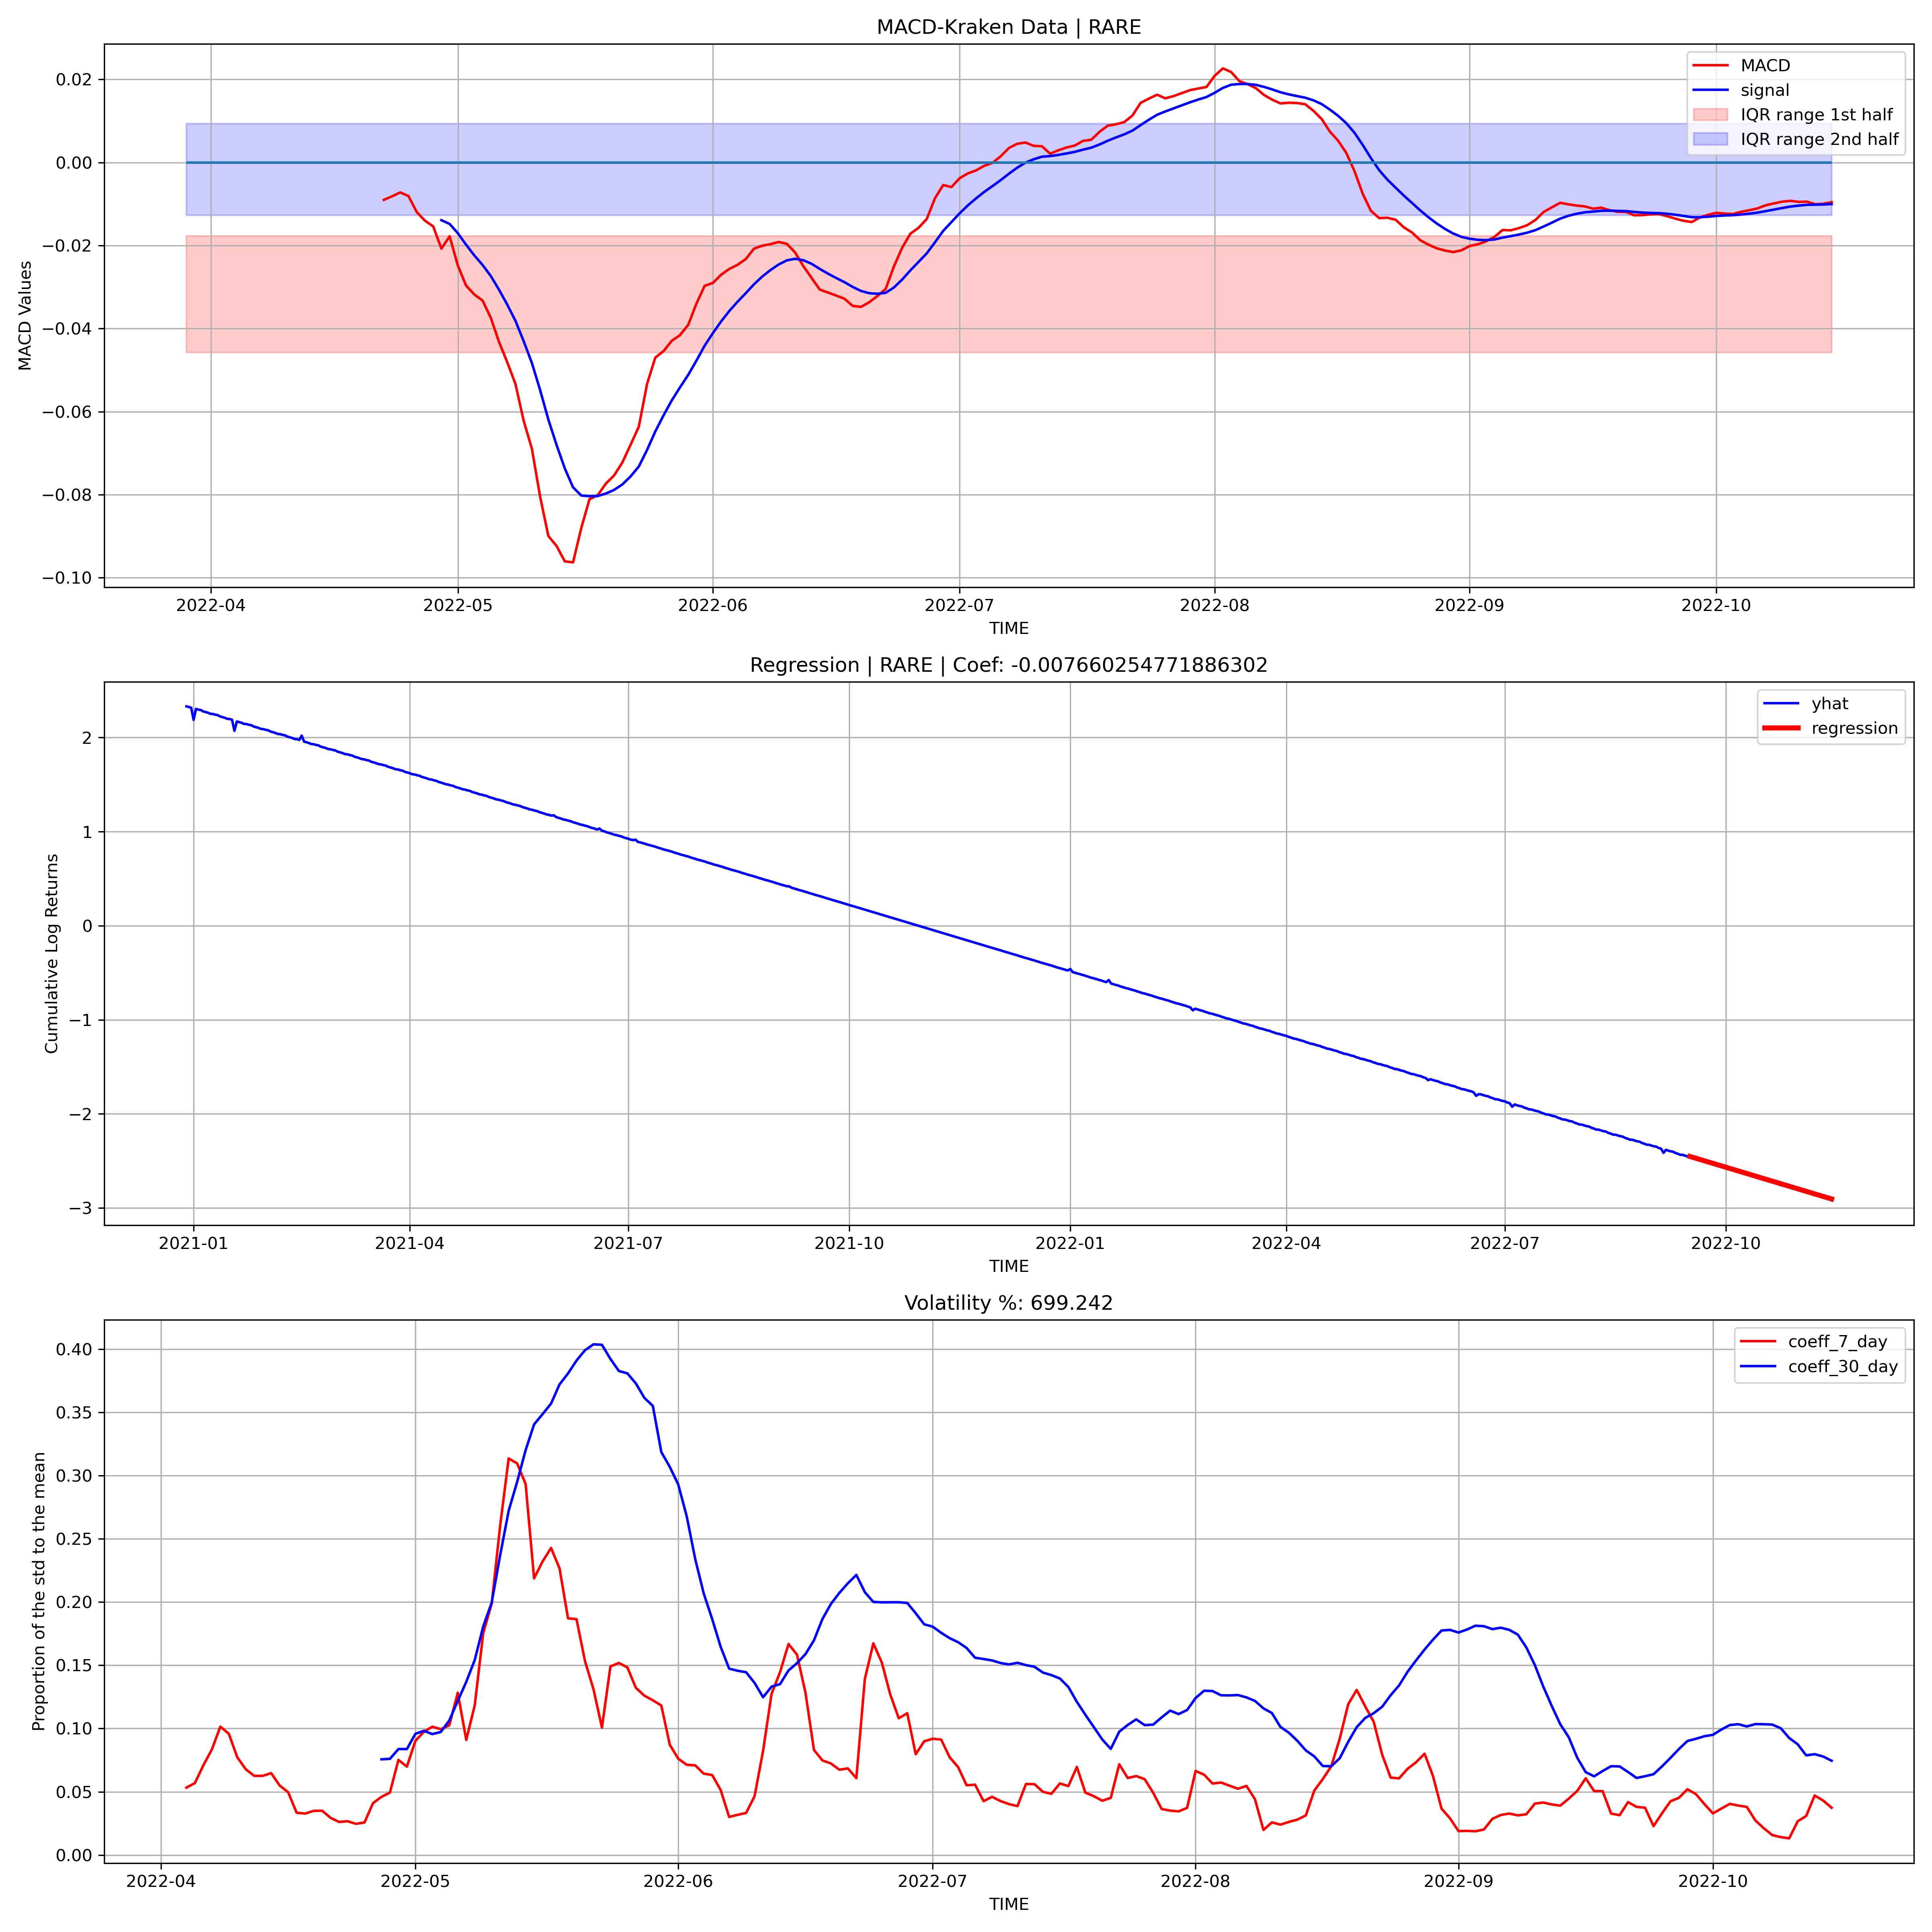 MACD-Kraken Data | RARE
MACD
signal
IQR range 1st half
IQR range 2nd half
0.02
0.00
−0.02
−0.04
−0.06
−0.08
−0.10
MACD Values
2022-04 2022-05 2022-06 2022-07 2022-08 2022-09 2022-10
TIME
Regression | RARE | Coef: -0.007660254771886302
yhat
regression
2
1
0
−1
−2
−3
Cumulative Log Returns
2021-01 2021-04 2021-07 2021-10 2022-01 2022-04 2022-07 2022-10
TIME
Volatility %: 699.242
coeff_7_day
coeff_30_day
0.40
0.35
0.30
0.25
0.20
0.15
0.10
0.05
0.00
Proportion of the std to the mean
2022-04 2022-05 2022-06 2022-07 2022-08 2022-09 2022-10
TIME